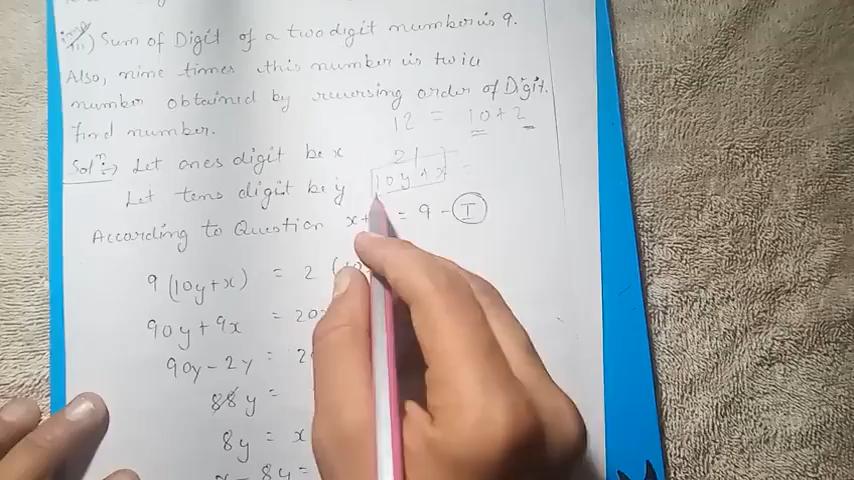 Sum of Digit of a two digit number is 9.
Also, nine times this number is twice
number obtained by reversing order of Digit.
find number.
12 = 10+2
21
Solⁿ:→ Let ones digit be x
10y+x =
Let tens digit be y
According to Question x+ = 9 - I
9(10y+x) = 2
90y+9x = 20
90y-2y = 2
88y =
8y = x
x-8y =